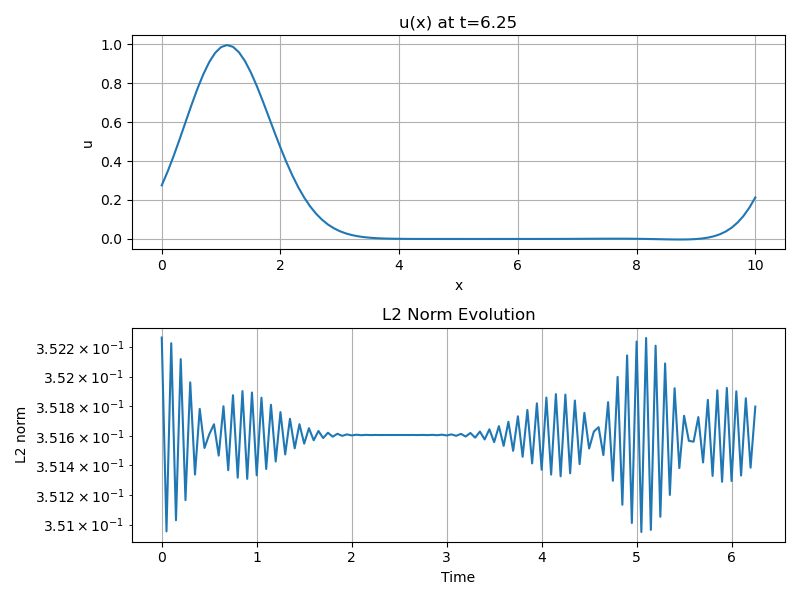 u(x) at t=6.25
1.0
0.8
0.6
0.4
0.2
0.0
u
0 2 4 6 8 10
x
L2 Norm Evolution
3.522 × 10⁻¹
3.52 × 10⁻¹
3.518 × 10⁻¹
3.516 × 10⁻¹
3.514 × 10⁻¹
3.512 × 10⁻¹
3.51 × 10⁻¹
L2 norm
0 1 2 3 4 5 6
Time